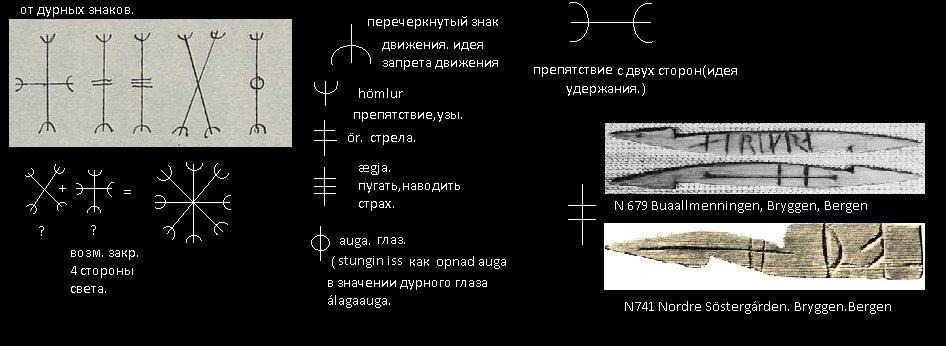 от дурных знаков.
перечеркнутый знак
движения. идея
запрета движения
hömlur
препятствие,узы.
ör. стрела.
ægja.
пугать,наводить
страх.
auga. глаз.
( stungin iss как opnad auga
в значении дурного глаза
álagaauga.
+ =
? ?
возм. закр.
4 стороны
света.
препятствие с двух сторон(идея
удержания.)
N 679 Buaallmenningen, Bryggen, Bergen
N741 Nordre Söstergárden. Bryggen.Bergen